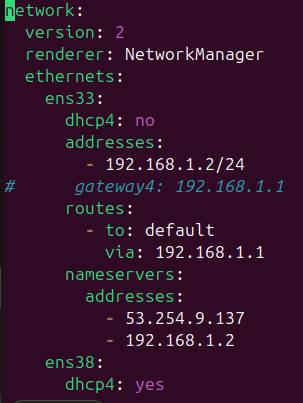 network:
  version: 2
  renderer: NetworkManager
  ethernets:
    ens33:
      dhcp4: no
      addresses:
        - 192.168.1.2/24
#      gateway4: 192.168.1.1
      routes:
        - to: default
          via: 192.168.1.1
      nameservers:
        addresses:
          - 53.254.9.137
          - 192.168.1.2
    ens38:
      dhcp4: yes